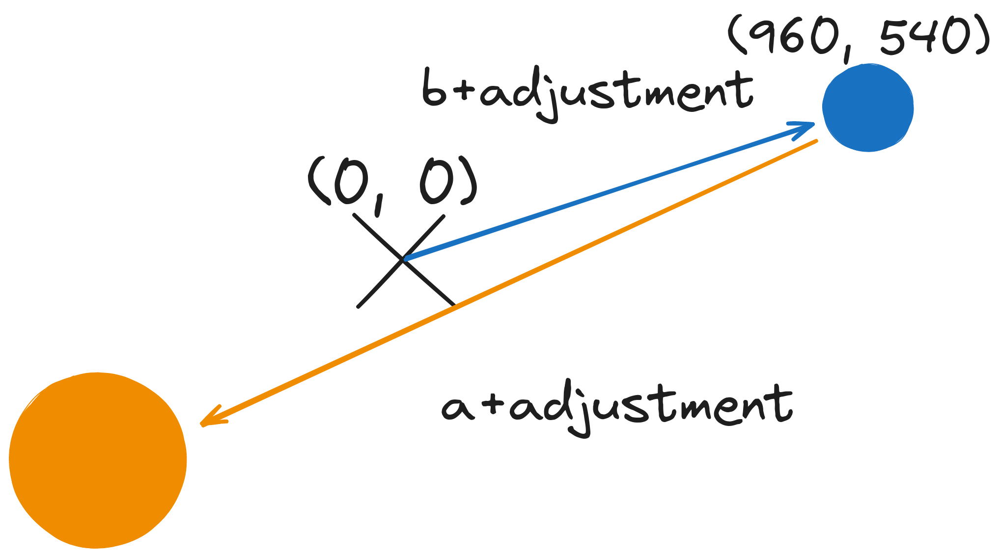 (960, 540)
b+adjustment
(0, 0)
a+adjustment